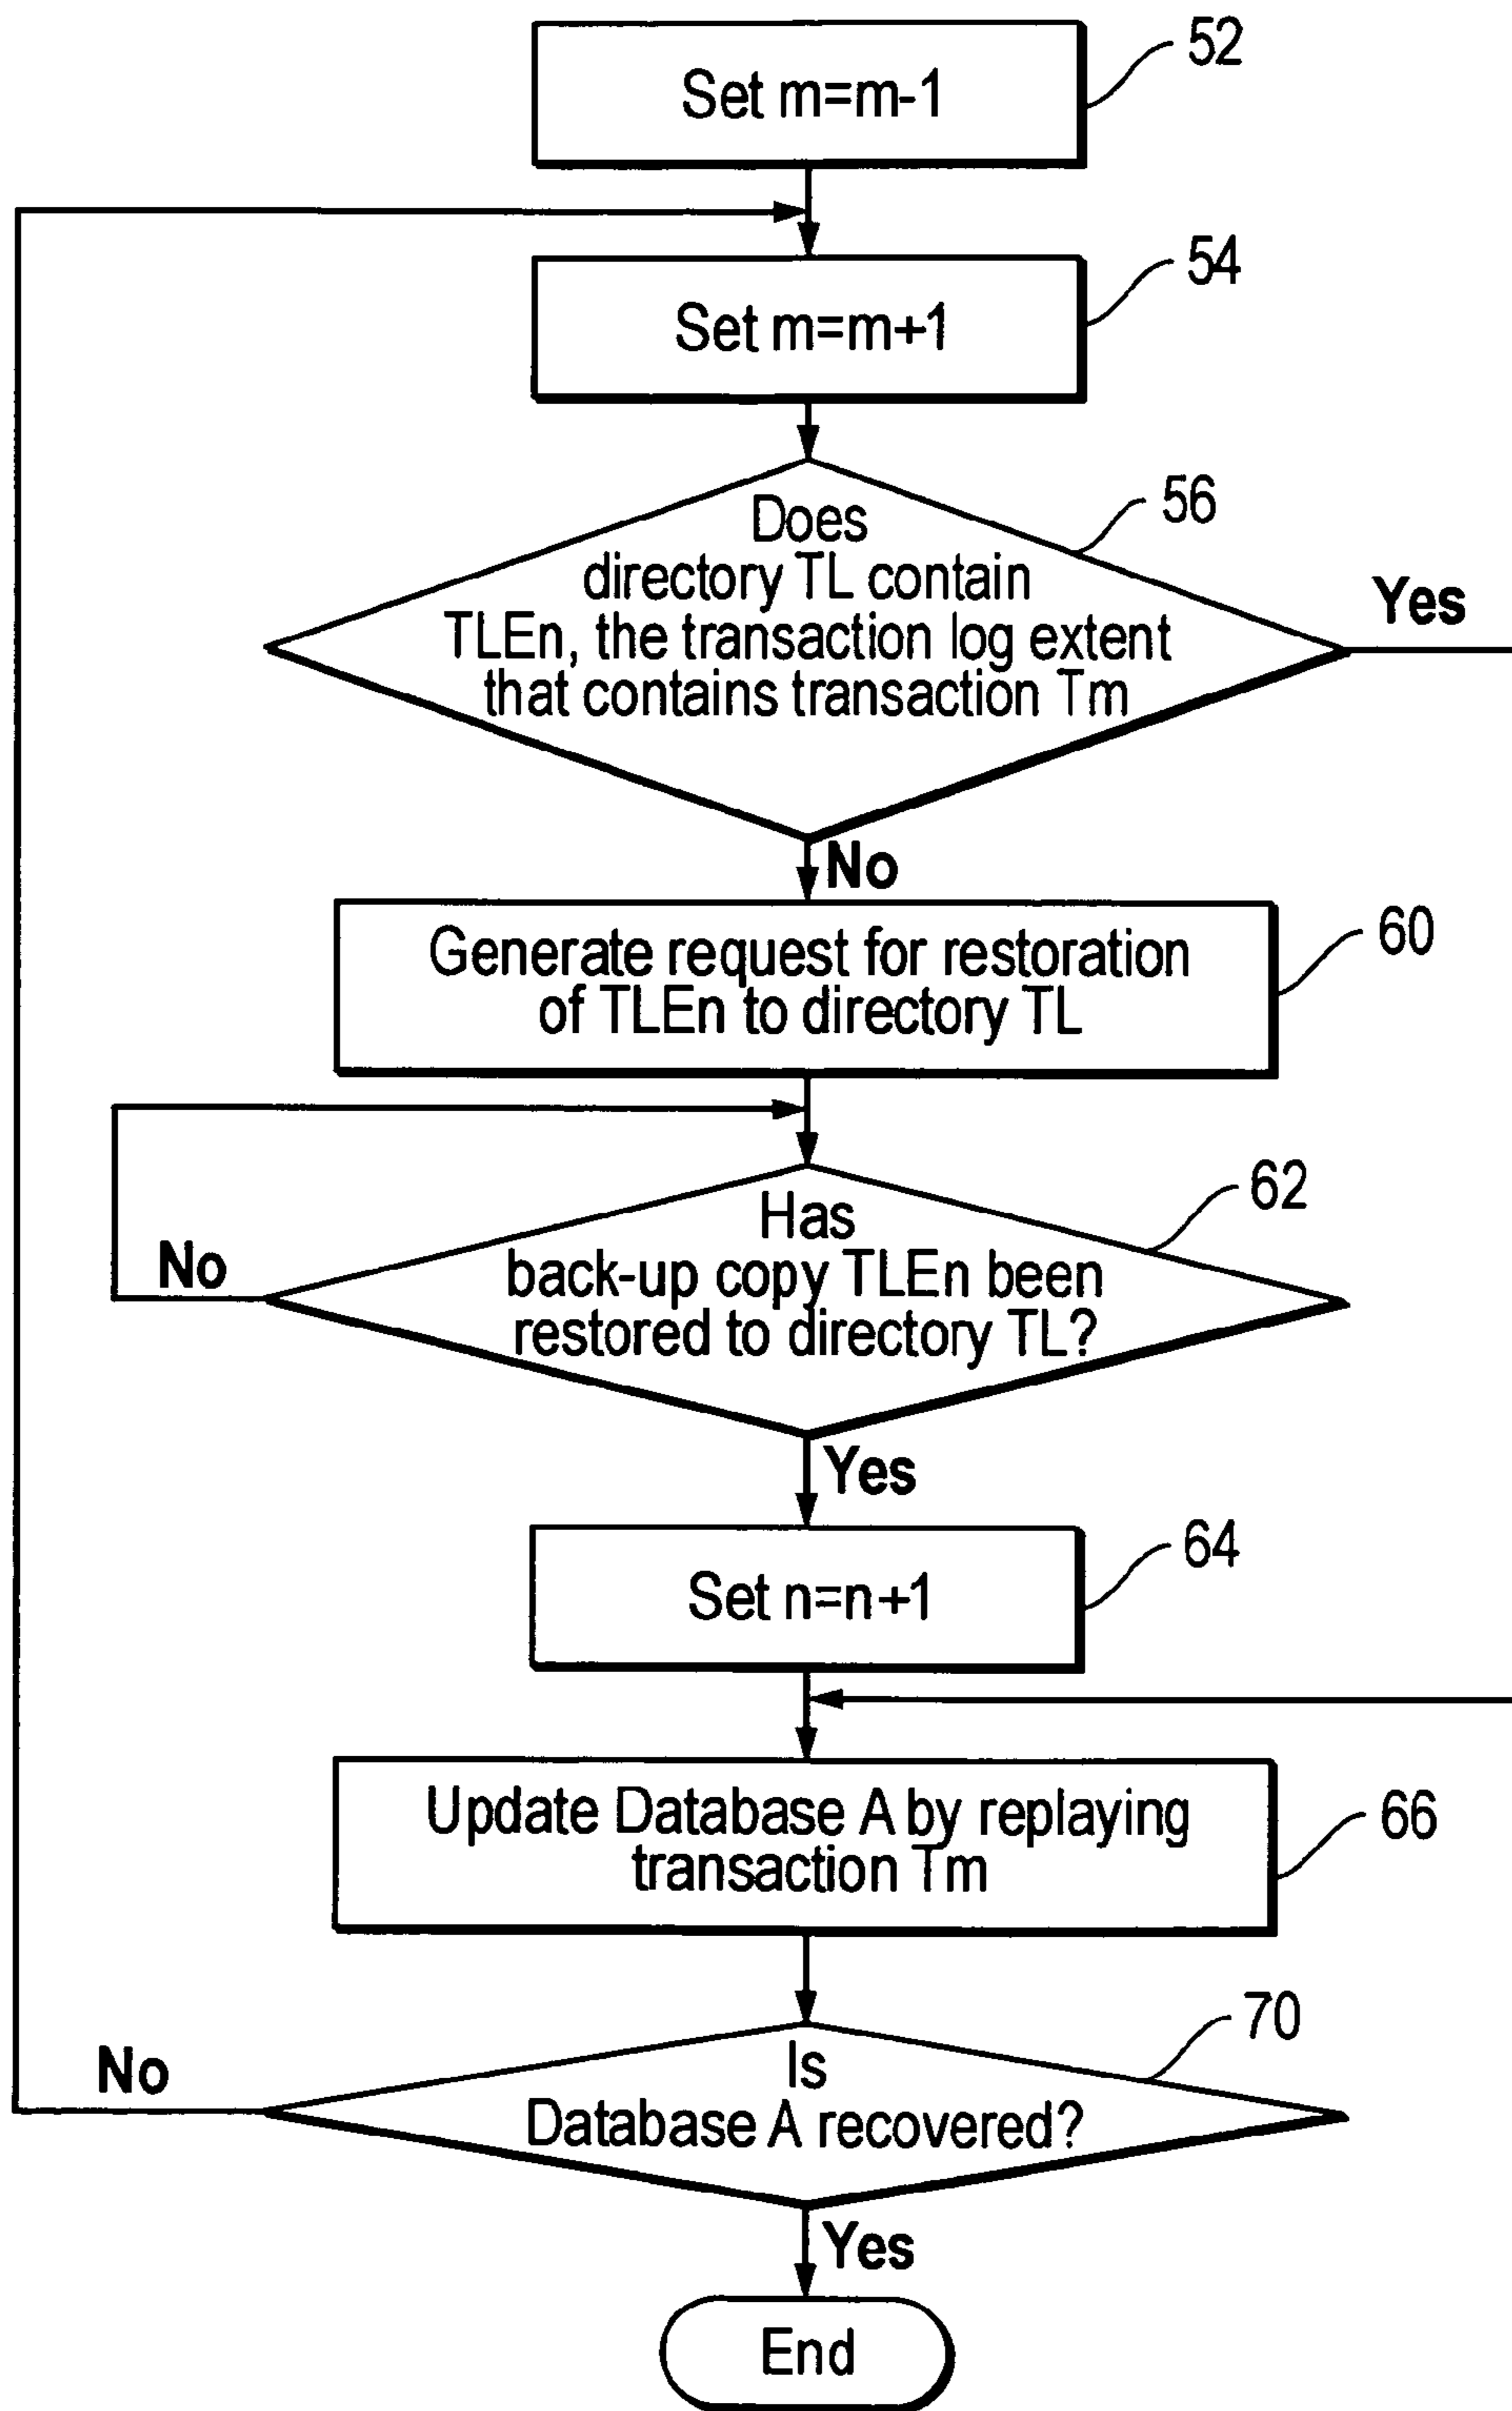 52
Set m=m-1
54
Set m=m+1
56
Does
directory TL contain
TLEn, the transaction log extent
that contains transaction Tm
Yes
No
60
Generate request for restoration
of TLEn to directory TL
62
Has
back-up copy TLEn been
restored to directory TL?
No
Yes
64
Set n=n+1
66
Update Database A by replaying
transaction Tm
70
Is
Database A recovered?
No
Yes
End